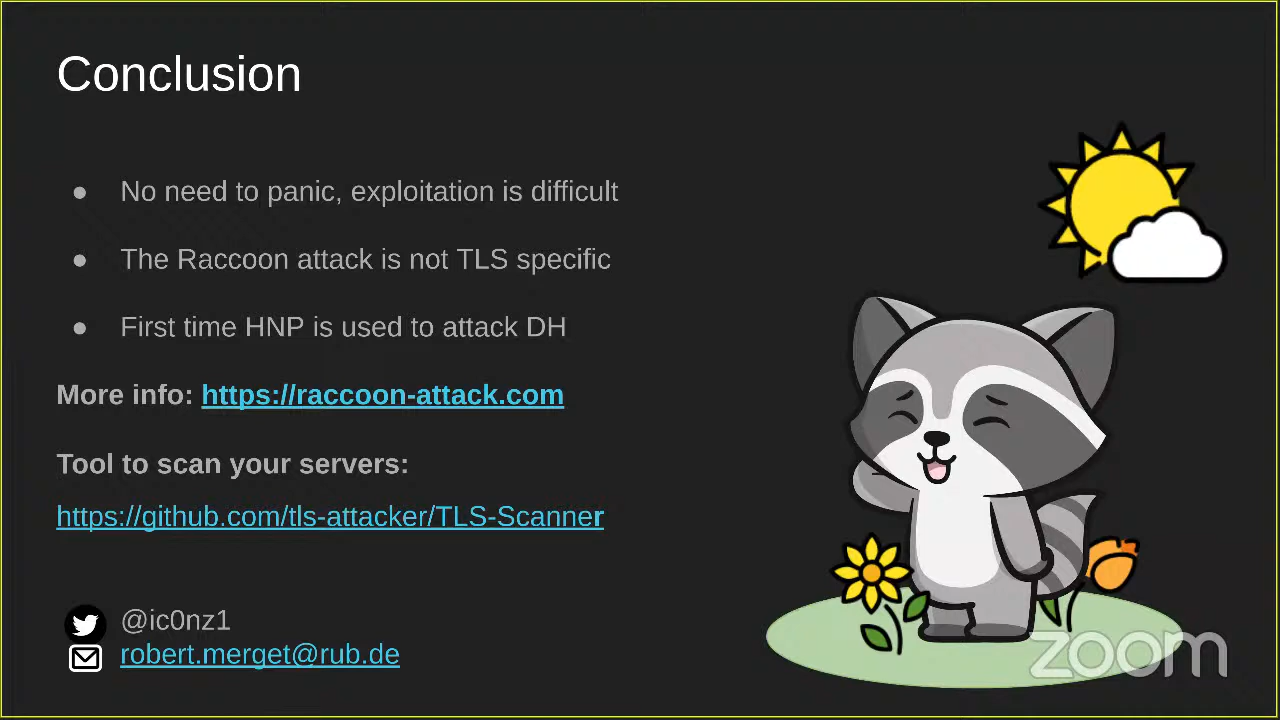 Conclusion
● No need to panic, exploitation is difficult
● The Raccoon attack is not TLS specific
● First time HNP is used to attack DH
More info: https://raccoon-attack.com
Tool to scan your servers:
https://github.com/tls-attacker/TLS-Scanner
@ic0nz1
robert.merget@rub.de
zoom